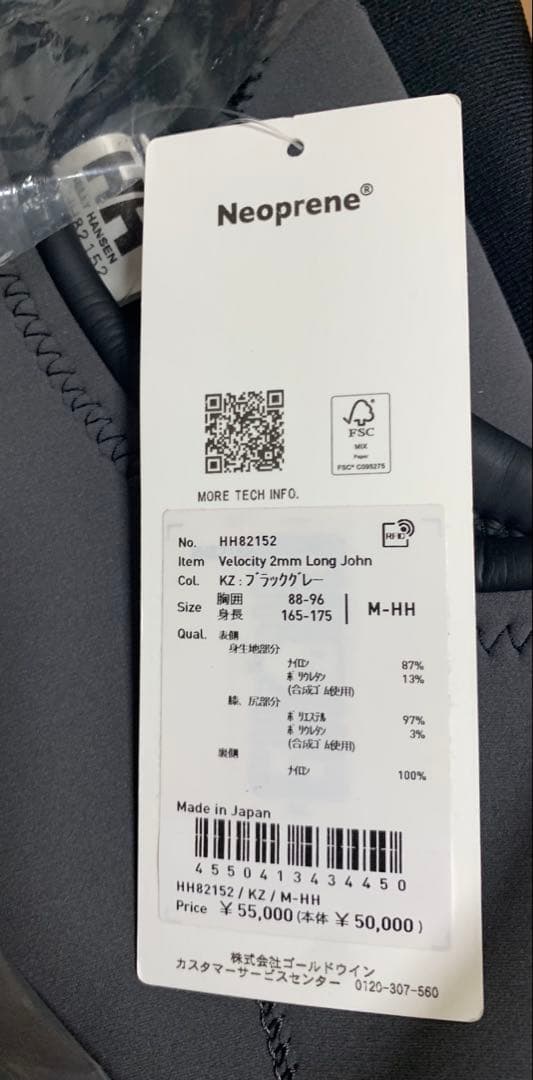 HELLY HANSEN
82152
Neoprene®
MORE TECH INFO.
FSC
MIX
Paper
FSC® C095275
RFID
No. HH82152
Item Velocity 2mm Long John
Col. KZ:ブラックグレー
Size 胸囲 88-96 M-HH
身長 165-175
Qual. 表側
身生地部分
ナイロン 87%
ポリウレタン 13%
(合成ゴム使用)
膝、尻部分
ポリエステル 97%
ポリウレタン 3%
(合成ゴム使用)
裏側
ナイロン 100%
Made in Japan
4550413434450
HH82152 / KZ / M-HH
Price ¥55,000 (本体 ¥50,000)
株式会社ゴールドウイン
カスタマーサービスセンター 0120-307-560